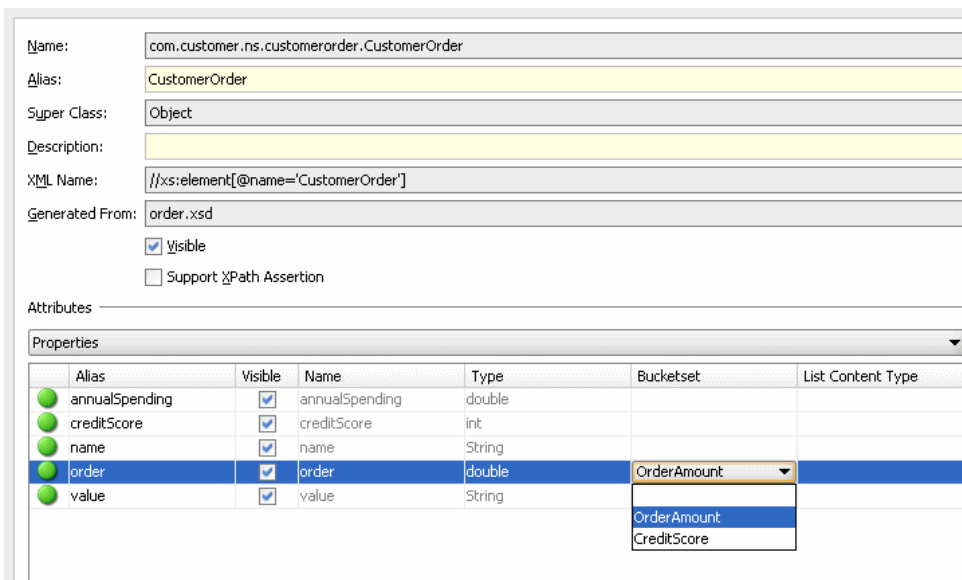 Name: com.customer.ns.customerorder.CustomerOrder
Alias: CustomerOrder
Super Class: Object
Description:
XML Name: //xs:element[@name='CustomerOrder']
Generated From: order.xsd
Visible
Support XPath Assertion
Attributes
Properties
Alias Visible Name Type Bucketset List Content Type
annualSpending annualSpending double
creditScore creditScore int
name name String
order order double OrderAmount
value value String
OrderAmount
CreditScore